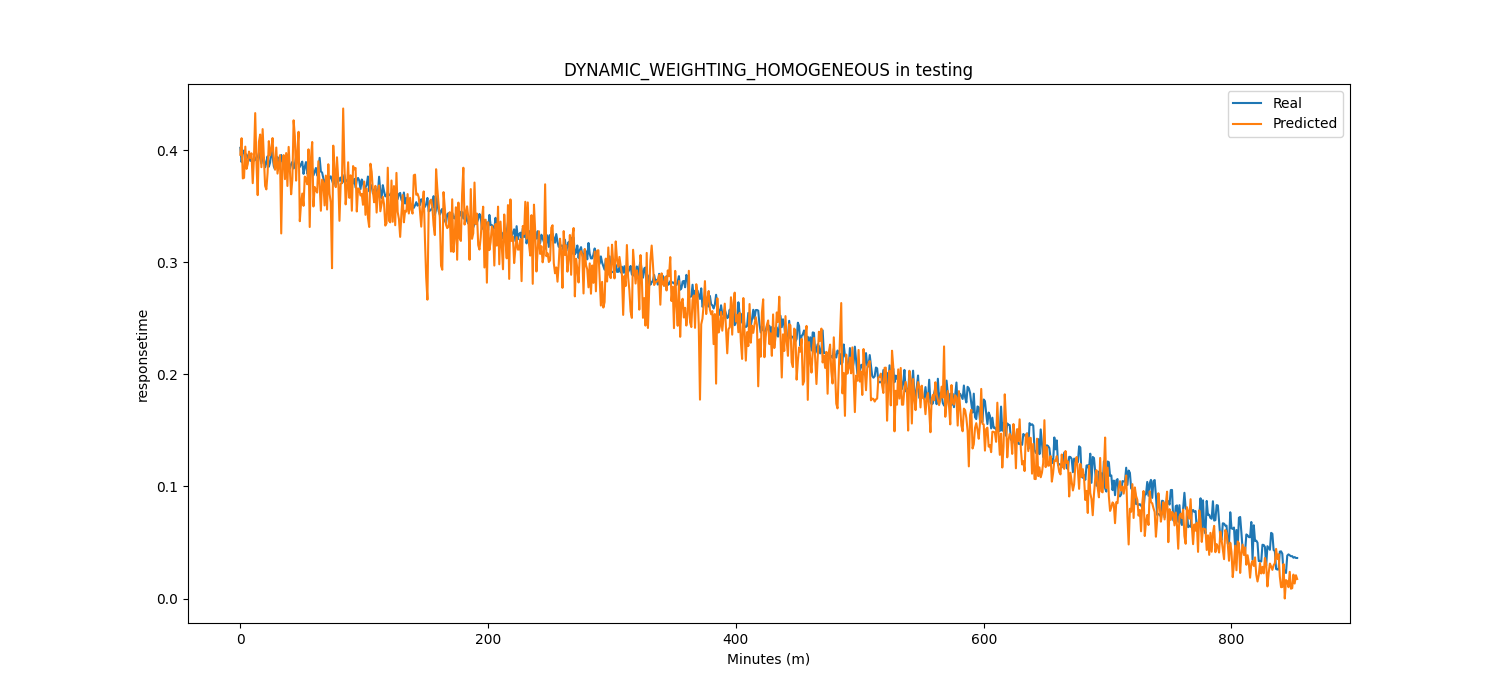 DYNAMIC_WEIGHTING_HOMOGENEOUS in testing
Real
Predicted
0.4
0.3
0.2
0.1
0.0
responsetime
0
200
400
600
800
Minutes (m)